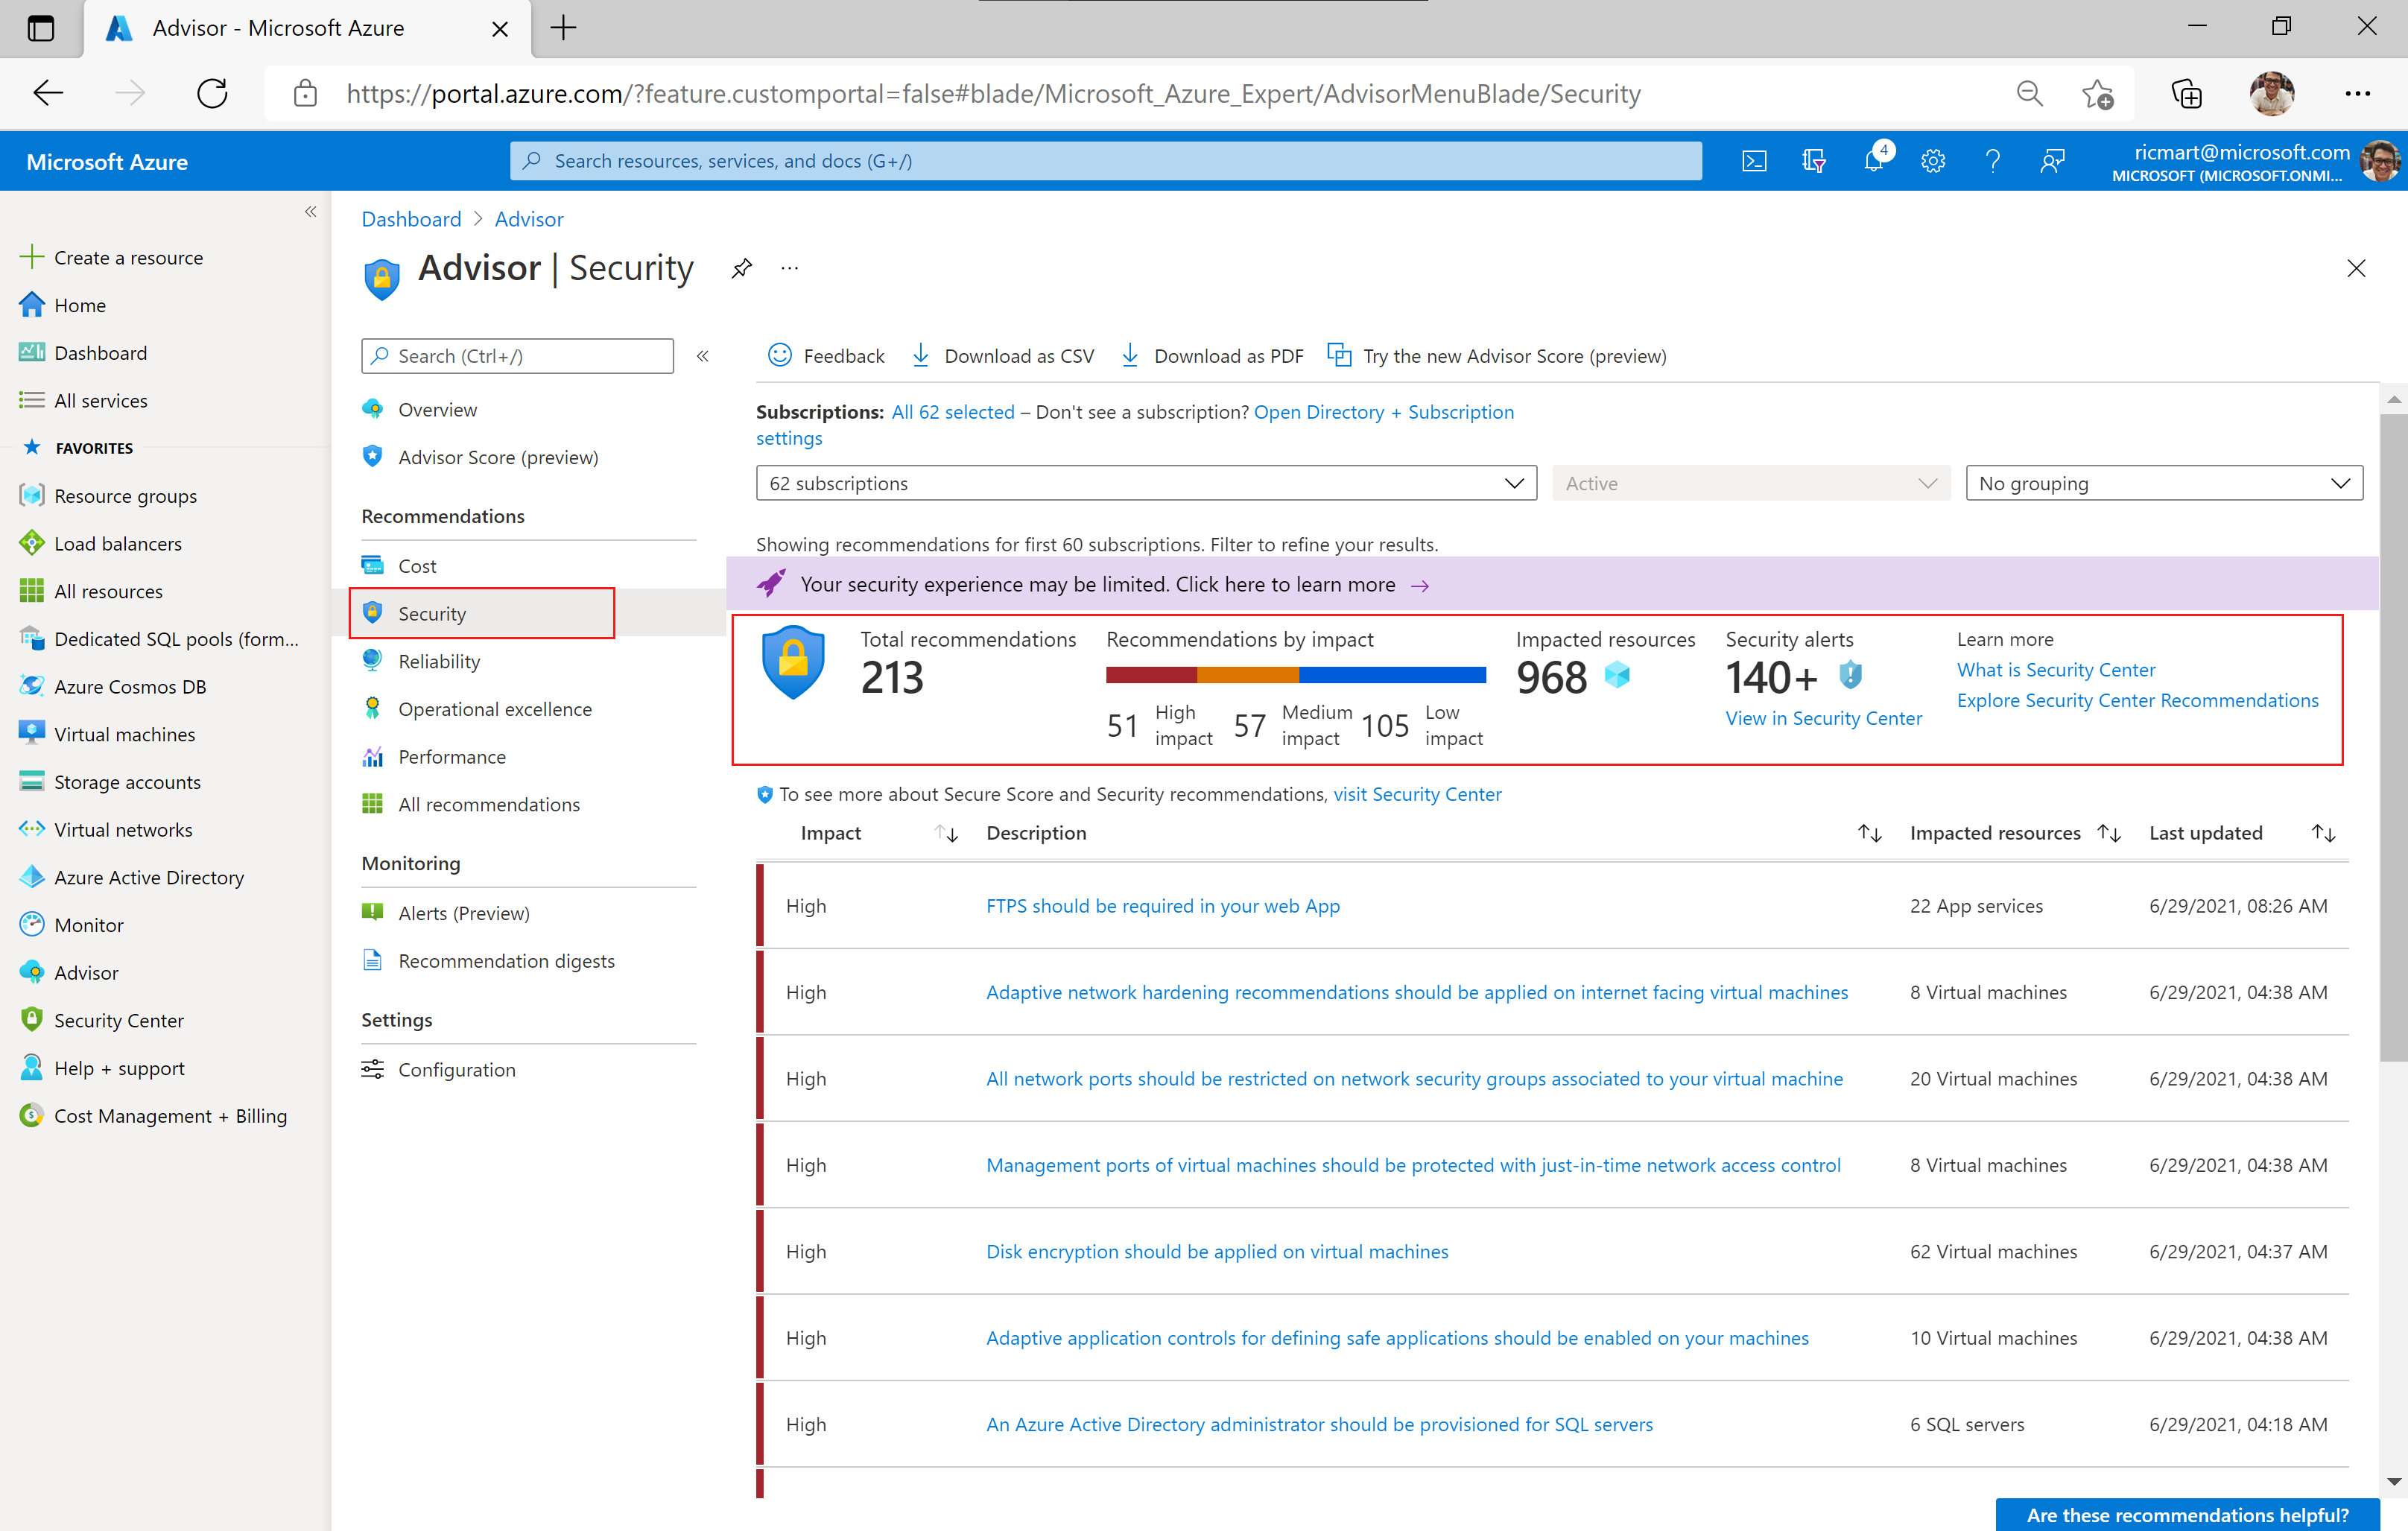 Advisor - Microsoft Azure
https://portal.azure.com/?feature.customportal=false#blade/Microsoft_Azure_Expert/AdvisorMenuBlade/Security
Microsoft Azure
Search resources, services, and docs (G+/)
4
ricmart@microsoft.com
MICROSOFT (MICROSOFT.ONMI...
Create a resource
Home
Dashboard
All services
FAVORITES
Resource groups
Load balancers
All resources
Dedicated SQL pools (form...
Azure Cosmos DB
Virtual machines
Storage accounts
Virtual networks
Azure Active Directory
Monitor
Advisor
Security Center
Help + support
Cost Management + Billing
Dashboard > Advisor
Advisor | Security
Search (Ctrl+/)
Overview
Advisor Score (preview)
Recommendations
Cost
Security
Reliability
Operational excellence
Performance
All recommendations
Monitoring
Alerts (Preview)
Recommendation digests
Settings
Configuration
Feedback Download as CSV Download as PDF Try the new Advisor Score (preview)
Subscriptions: All 62 selected – Don't see a subscription? Open Directory + Subscription
settings
62 subscriptions Active No grouping
Showing recommendations for first 60 subscriptions. Filter to refine your results.
Your security experience may be limited. Click here to learn more →
Total recommendations
213
Recommendations by impact
51 High impact 57 Medium impact 105 Low impact
Impacted resources
968
Security alerts
140+
View in Security Center
Learn more
What is Security Center
Explore Security Center Recommendations
To see more about Secure Score and Security recommendations, visit Security Center
Impact Description Impacted resources Last updated
High FTPS should be required in your web App 22 App services 6/29/2021, 08:26 AM
High Adaptive network hardening recommendations should be applied on internet facing virtual machines 8 Virtual machines 6/29/2021, 04:38 AM
High All network ports should be restricted on network security groups associated to your virtual machine 20 Virtual machines 6/29/2021, 04:38 AM
High Management ports of virtual machines should be protected with just-in-time network access control 8 Virtual machines 6/29/2021, 04:38 AM
High Disk encryption should be applied on virtual machines 62 Virtual machines 6/29/2021, 04:37 AM
High Adaptive application controls for defining safe applications should be enabled on your machines 10 Virtual machines 6/29/2021, 04:38 AM
High An Azure Active Directory administrator should be provisioned for SQL servers 6 SQL servers 6/29/2021, 04:18 AM
Are these recommendations helpful?